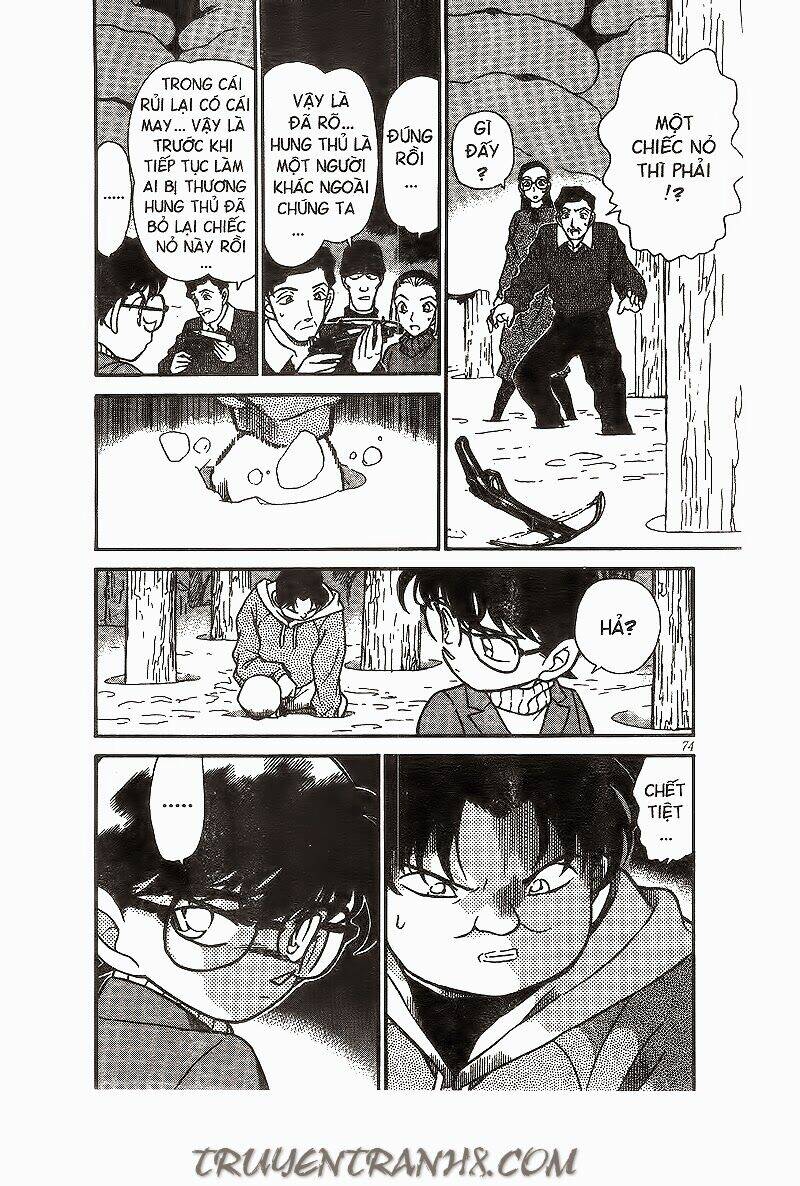 MỘT
CHIẾC NỎ
THÌ PHẢI
!?
GÌ
ĐẤY
?
ĐÚNG
RỒI
...
VẬY LÀ
ĐÃ RÕ...
HUNG THỦ LÀ
MỘT NGƯỜI
KHÁC NGOÀI
CHÚNG TA
...
TRONG CÁI
RỦI LẠI CÓ CÁI
MAY... VẬY LÀ
TRƯỚC KHI
TIẾP TỤC LÀM
AI BỊ THƯƠNG
HUNG THỦ ĐÃ
BỎ LẠI CHIẾC
NỎ NÀY RỒI
...
.....
HẢ?
74
CHẾT
TIỆT
...
.....
TRUYENTRANH8.COM